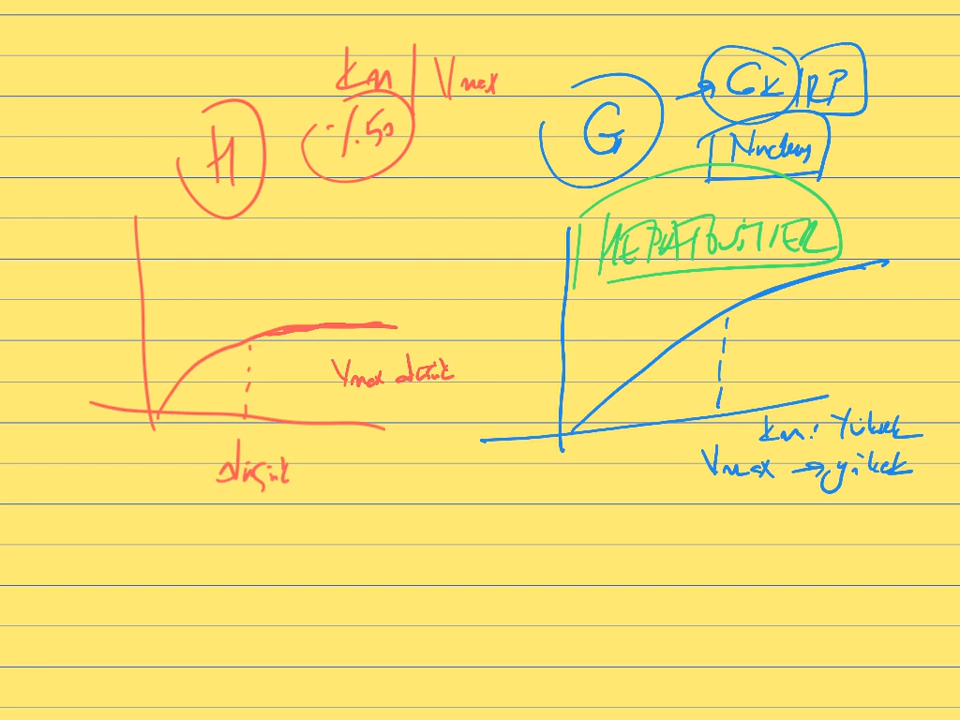 Km | Vmax
H
%50
Vmax düşük
düşük
G → GK RP
Nucleus
HEPATOSİTLER
Km: Yüksek
Vmax → yüksek